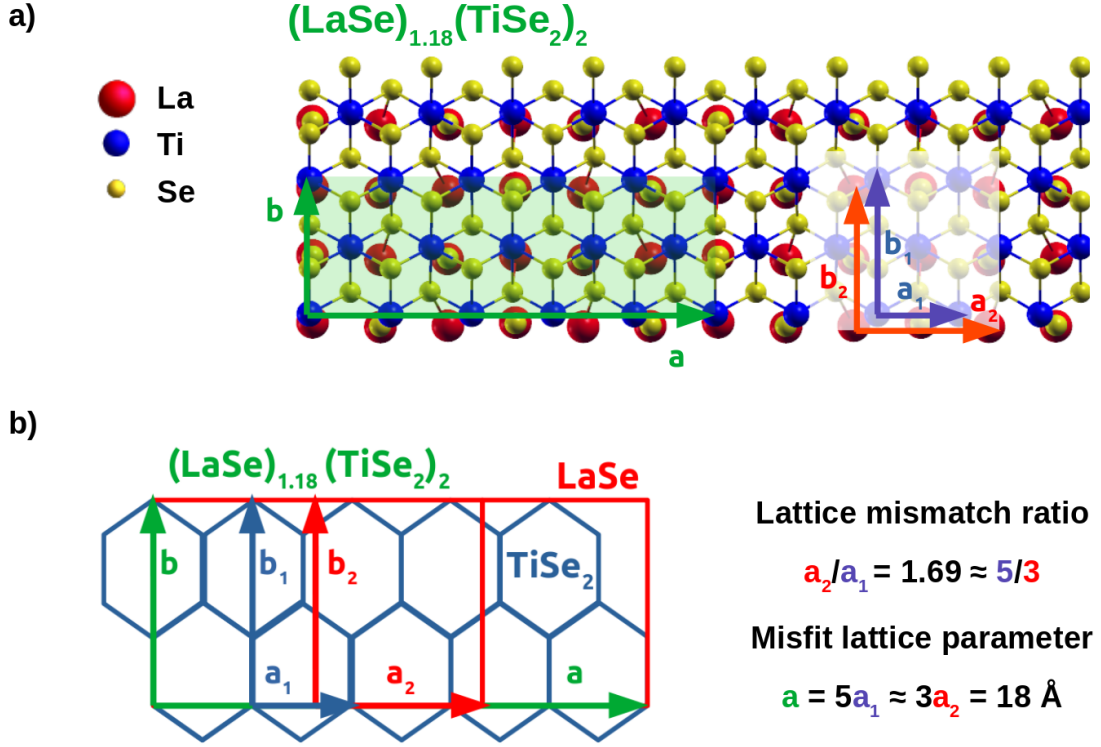 a)
(LaSe)₁.₁₈(TiSe₂)₂
La
Ti
Se
b
a
b₁
b₂
a₁
a₂
b)
(LaSe)₁.₁₈ (TiSe₂)₂
LaSe
b
b₁
b₂
TiSe₂
a₁
a₂
a
Lattice mismatch ratio
a₂/a₁ = 1.69 ≈ 5/3
Misfit lattice parameter
a = 5a₁ ≈ 3a₂ = 18 Å